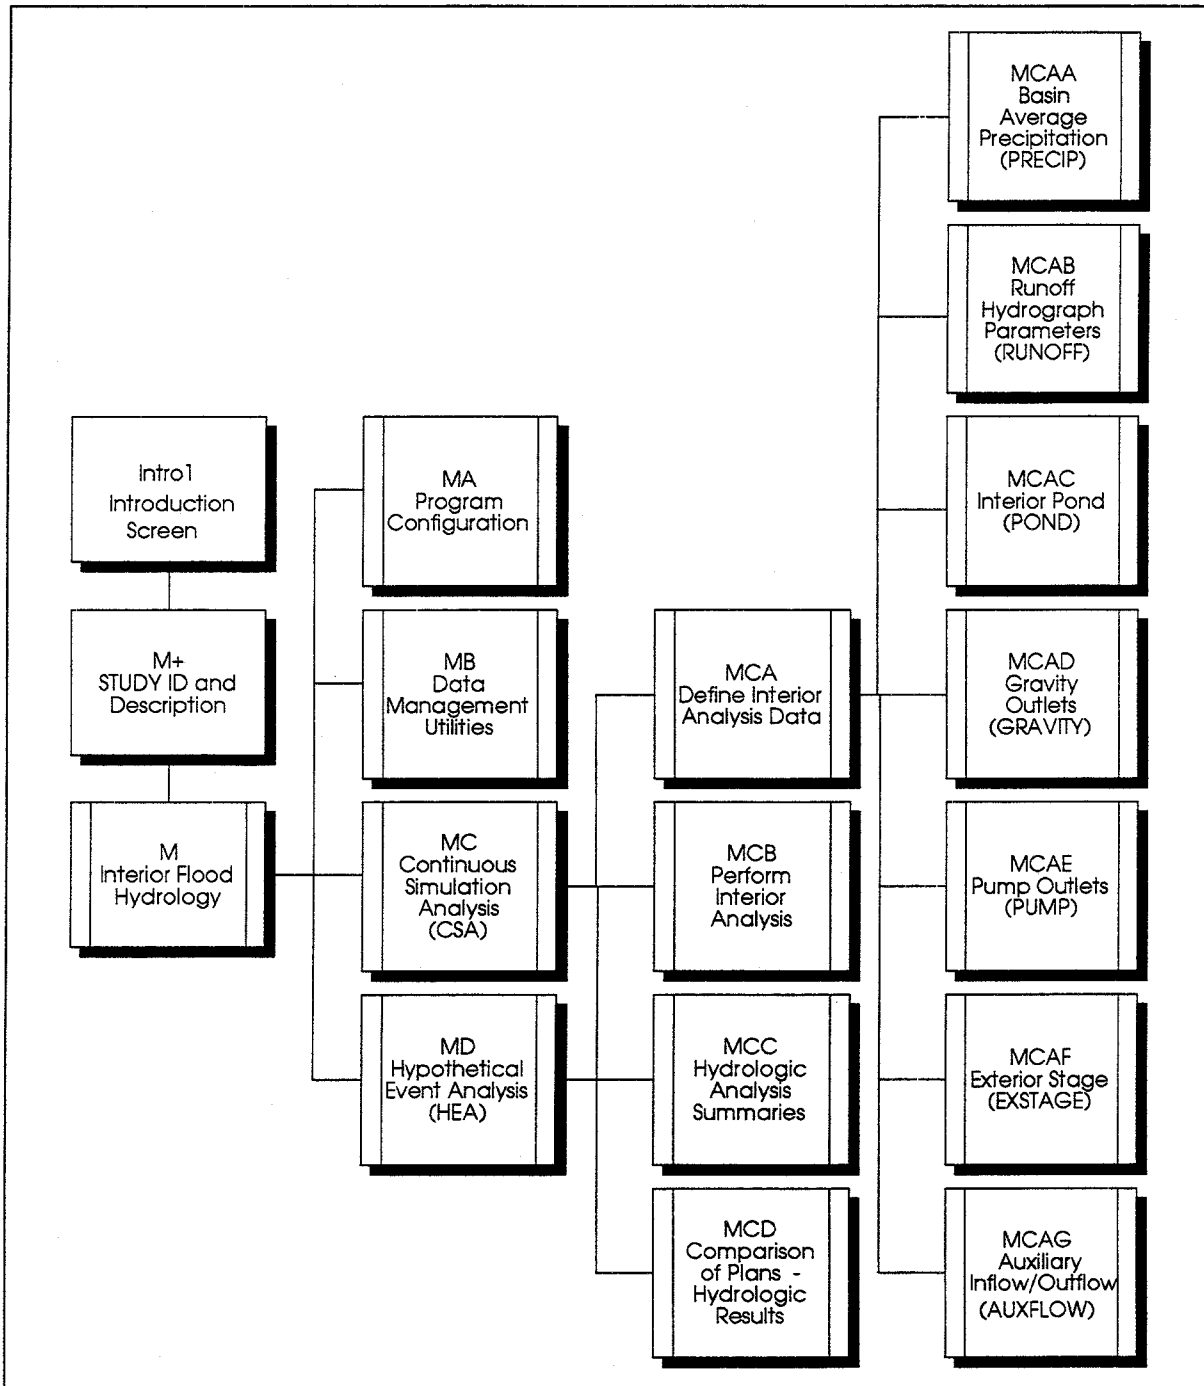 Intro1
Introduction
Screen
M+
STUDY ID and
Description
M
Interior Flood
Hydrology
MA
Program
Configuration
MB
Data
Management
Utilities
MC
Continuous
Simulation
Analysis
(CSA)
MD
Hypothetical
Event Analysis
(HEA)
MCA
Define Interior
Analysis Data
MCB
Perform
Interior
Analysis
MCC
Hydrologic
Analysis
Summaries
MCD
Comparison
of Plans -
Hydrologic
Results
MCAA
Basin
Average
Precipitation
(PRECIP)
MCAB
Runoff
Hydrograph
Parameters
(RUNOFF)
MCAC
Interior Pond
(POND)
MCAD
Gravity
Outlets
(GRAVITY)
MCAE
Pump Outlets
(PUMP)
MCAF
Exterior Stage
(EXSTAGE)
MCAG
Auxiliary
Inflow/Outflow
(AUXFLOW)